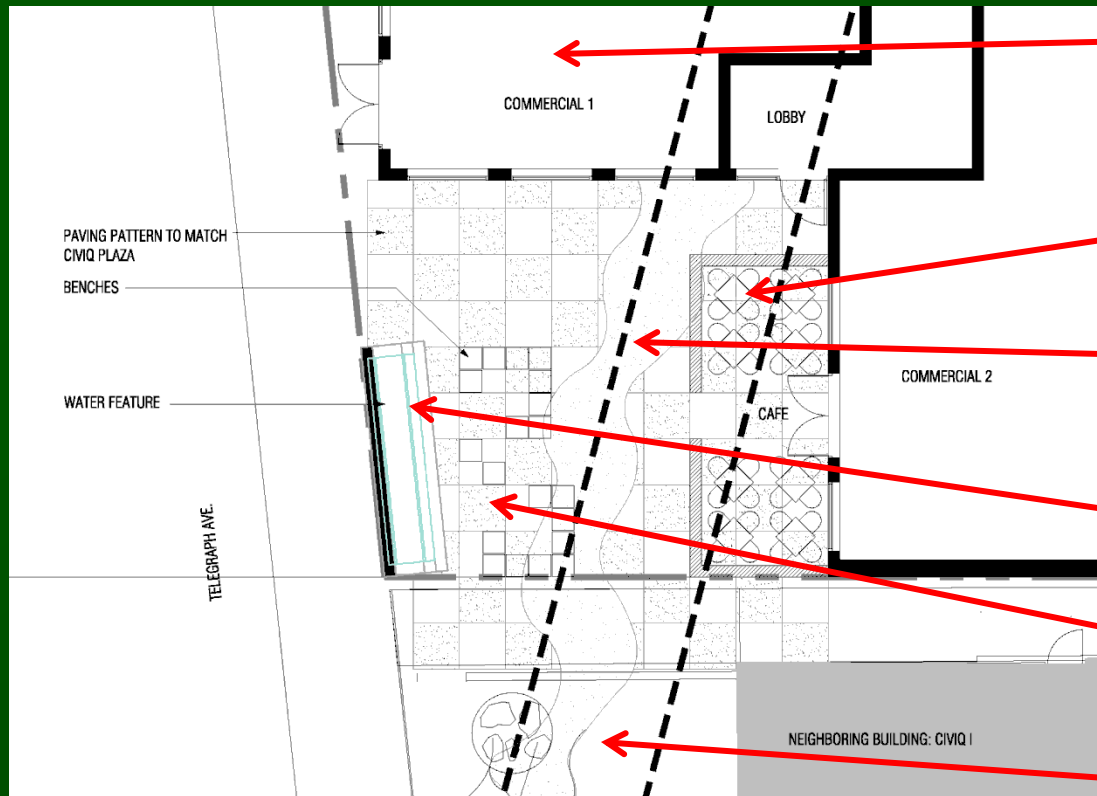 COMMERCIAL 1
LOBBY
PAVING PATTERN TO MATCH
CIVIQ PLAZA
BENCHES
WATER FEATURE
COMMERCIAL 2
CAFE
TELEGRAPH AVE.
NEIGHBORING BUILDING: CIVIQ I